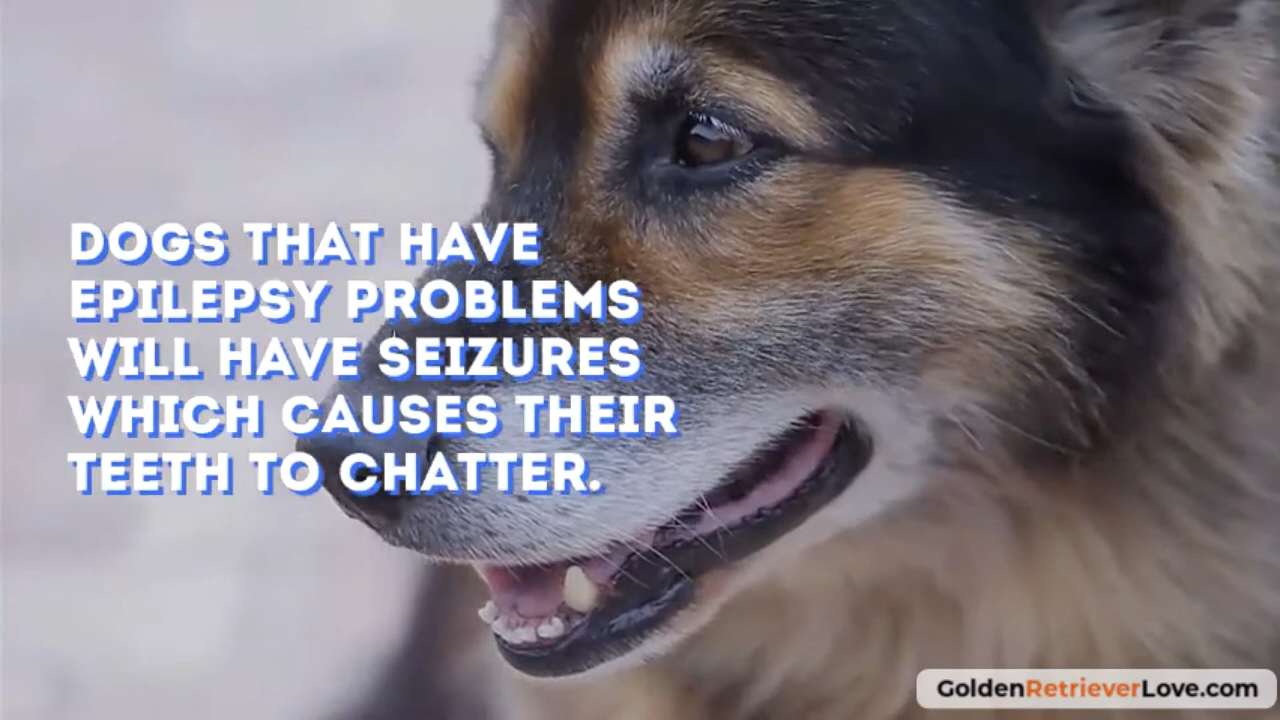 DOGS THAT HAVE
EPILEPSY PROBLEMS
WILL HAVE SEIZURES
WHICH CAUSES THEIR
TEETH TO CHATTER.
GoldenRetrieverLove.com